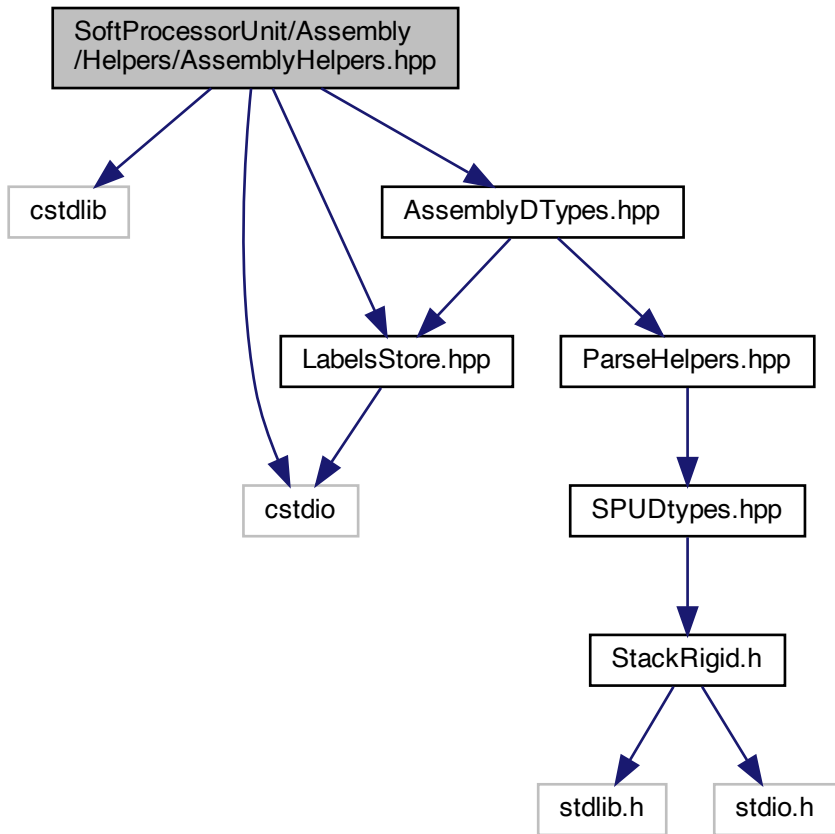 SoftProcessorUnit/Assembly
/Helpers/AssemblyHelpers.hpp
cstdlib
AssemblyDTypes.hpp
LabelsStore.hpp
ParseHelpers.hpp
cstdio
SPUDtypes.hpp
StackRigid.h
stdlib.h
stdio.h